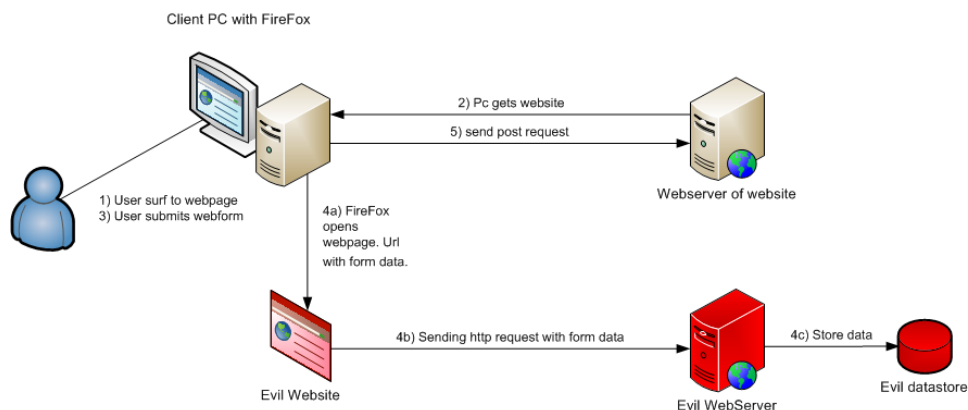 Client PC with FireFox
2) Pc gets website
5) send post request
Webserver of website
1) User surf to webpage
3) User submits webform
4a) FireFox
opens
webpage. Url
with form data.
4b) Sending http request with form data
4c) Store data
Evil Website
Evil WebServer
Evil datastore